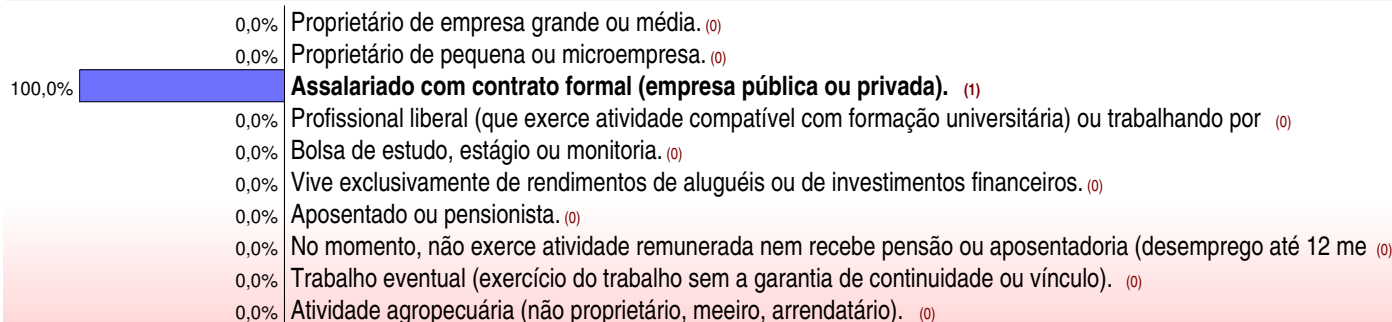 0,0% Proprietário de empresa grande ou média. (0)
0,0% Proprietário de pequena ou microempresa. (0)
100,0% Assalariado com contrato formal (empresa pública ou privada). (1)
0,0% Profissional liberal (que exerce atividade compatível com formação universitária) ou trabalhando por (0)
0,0% Bolsa de estudo, estágio ou monitoria. (0)
0,0% Vive exclusivamente de rendimentos de aluguéis ou de investimentos financeiros. (0)
0,0% Aposentado ou pensionista. (0)
0,0% No momento, não exerce atividade remunerada nem recebe pensão ou aposentadoria (desemprego até 12 me (0)
0,0% Trabalho eventual (exercício do trabalho sem a garantia de continuidade ou vínculo). (0)
0,0% Atividade agropecuária (não proprietário, meeiro, arrendatário). (0)